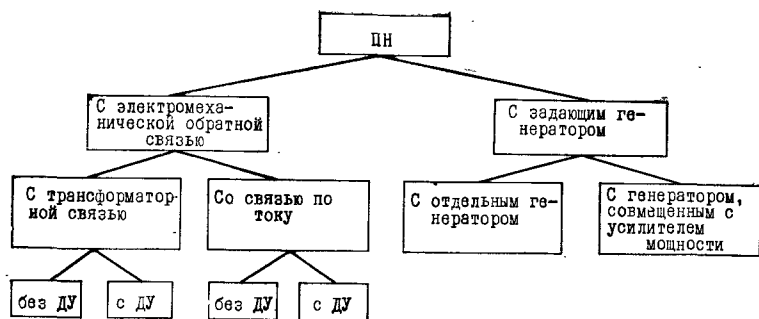 ПН
С электромеха-
нической обратной
связью
С задающим ге-
нератором
С трансформатор-
ной связью
Со связью по
току
С отдельным ге-
нератором
С генератором,
совмещенным с
усилителем
мощности
без ДУ
с ДУ
без ДУ
с ДУ